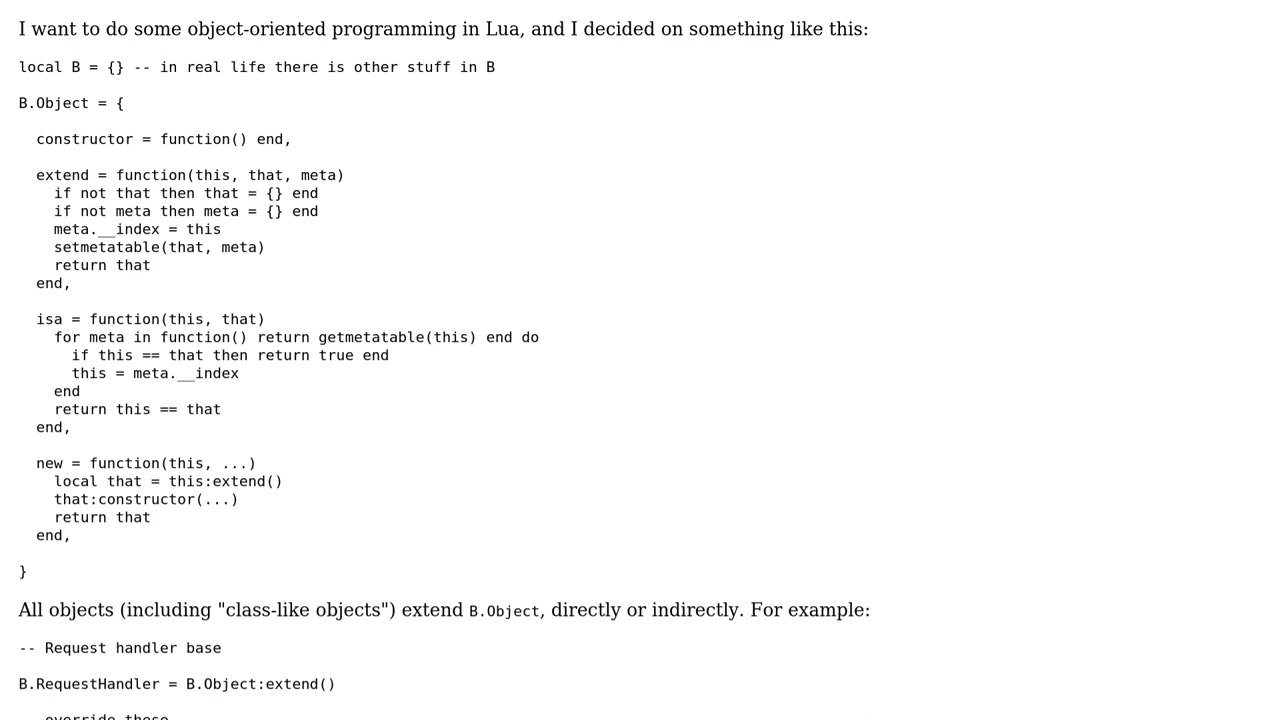 I want to do some object-oriented programming in Lua, and I decided on something like this:
local B = {} -- in real life there is other stuff in B
B.Object = {
  constructor = function() end,
  extend = function(this, that, meta)
    if not that then that = {} end
    if not meta then meta = {} end
    meta.__index = this
    setmetatable(that, meta)
    return that
  end,
  isa = function(this, that)
    for meta in function() return getmetatable(this) end do
      if this == that then return true end
      this = meta.__index
    end
    return this == that
  end,
  new = function(this, ...)
    local that = this:extend()
    that:constructor(...)
    return that
  end,
}
All objects (including "class-like objects") extend B.Object, directly or indirectly. For example:
-- Request handler base
B.RequestHandler = B.Object:extend()
-- override these